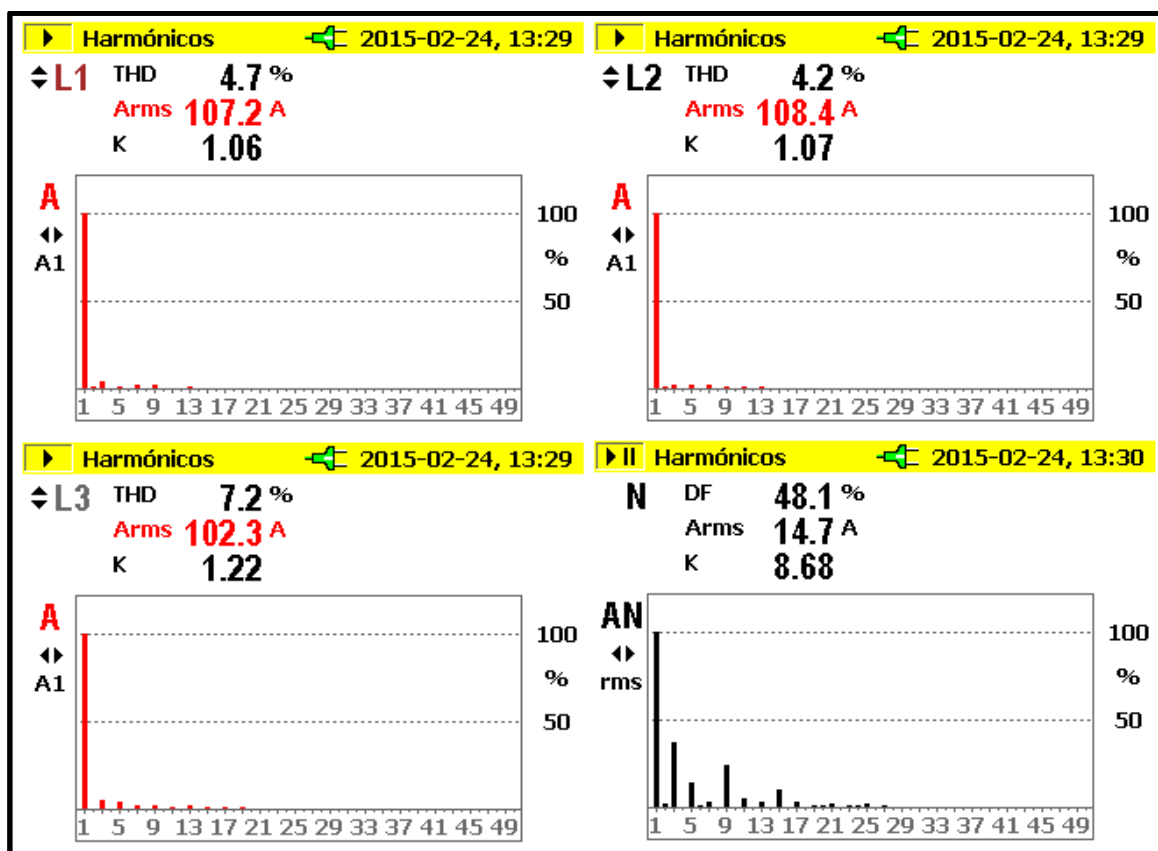 Harmónicos 2015-02-24, 13:29
L1 THD 4.7 %
Arms 107.2 A
K 1.06
A
A1
100
%
50
1 5 9 13 17 21 25 29 33 37 41 45 49
Harmónicos 2015-02-24, 13:29
L2 THD 4.2 %
Arms 108.4 A
K 1.07
A
A1
100
%
50
1 5 9 13 17 21 25 29 33 37 41 45 49
Harmónicos 2015-02-24, 13:29
L3 THD 7.2 %
Arms 102.3 A
K 1.22
A
A1
100
%
50
1 5 9 13 17 21 25 29 33 37 41 45 49
Harmónicos 2015-02-24, 13:30
N DF 48.1 %
Arms 14.7 A
K 8.68
AN
rms
100
%
50
1 5 9 13 17 21 25 29 33 37 41 45 49